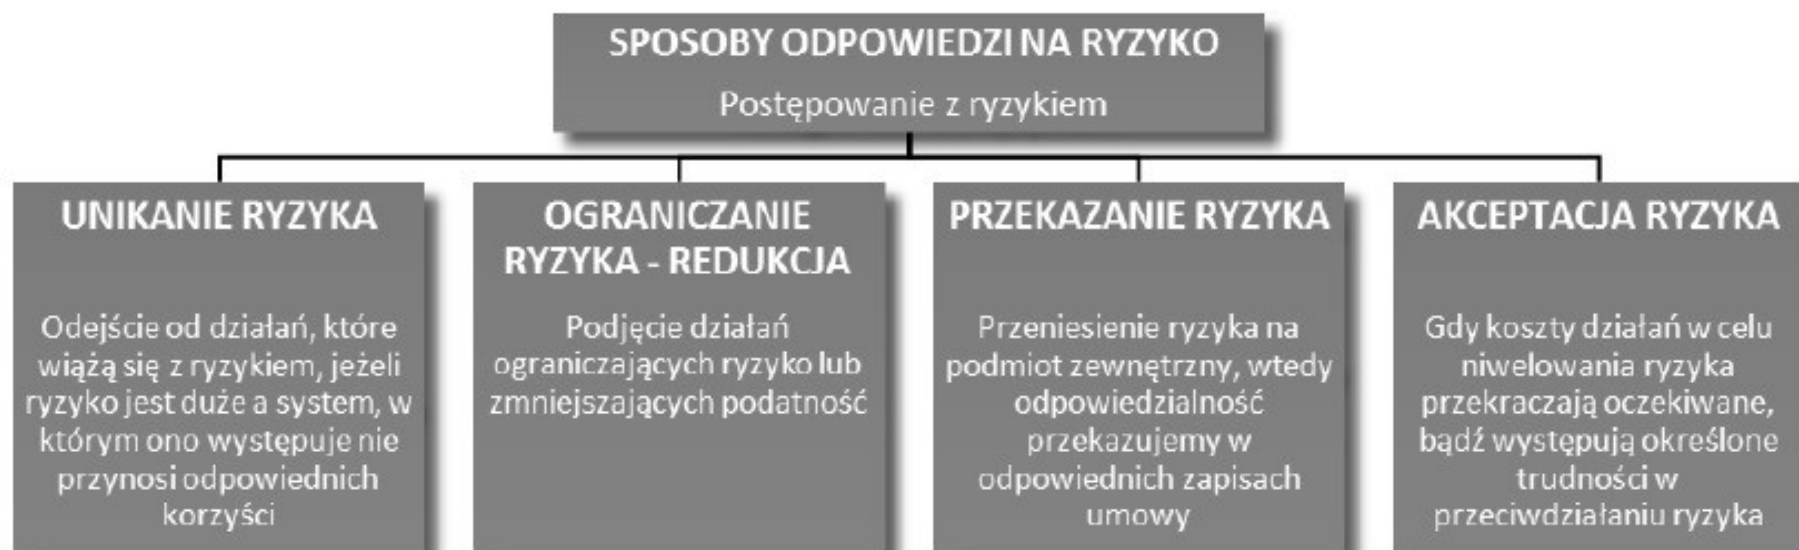 SPOSOBY ODPOWIEDZI NA RYZYKO
Postępowanie z ryzykiem
UNIKANIE RYZYKA
Odejście od działań, które
wiążą się z ryzykiem, jeżeli
ryzyko jest duże a system, w
którym ono występuje nie
przynosi odpowiednich
korzyści
OGRANICZANIE
RYZYKA - REDUKCJA
Podjęcie działań
ograniczających ryzyko lub
zmniejszających podatność
PRZEKAZANIE RYZYKA
Przeniesienie ryzyka na
podmiot zewnętrzny, wtedy
odpowiedzialność
przekazujemy w
odpowiednich zapisach
umowy
AKCEPTACJA RYZYKA
Gdy koszty działań w celu
niwelowania ryzyka
przekraczają oczekiwane,
bądź występują określone
trudności w
przeciwdziałaniu ryzyka